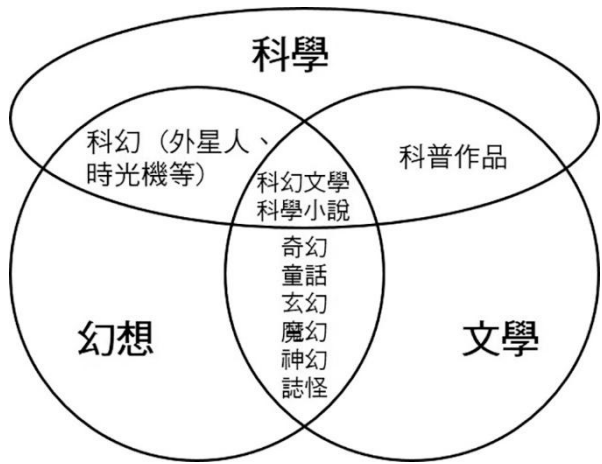 科學
科幻（外星人、
時光機等）
科普作品
科幻文學
科學小說
奇幻
童話
玄幻
魔幻
神幻
誌怪
幻想
文學